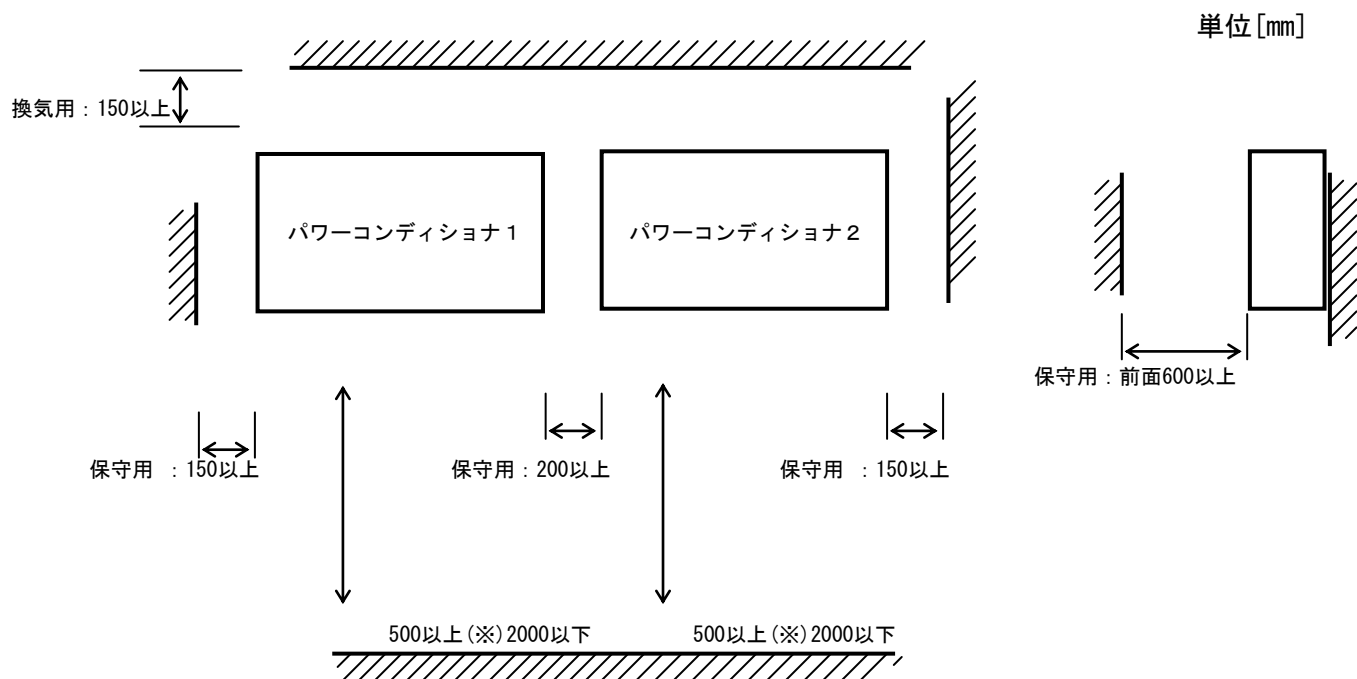 単位[mm]
換気用：150以上
パワーコンディショナ１
パワーコンディショナ２
保守用：前面600以上
保守用 ：150以上
保守用：200以上
保守用 ：150以上
500以上(※)2000以下
500以上(※)2000以下